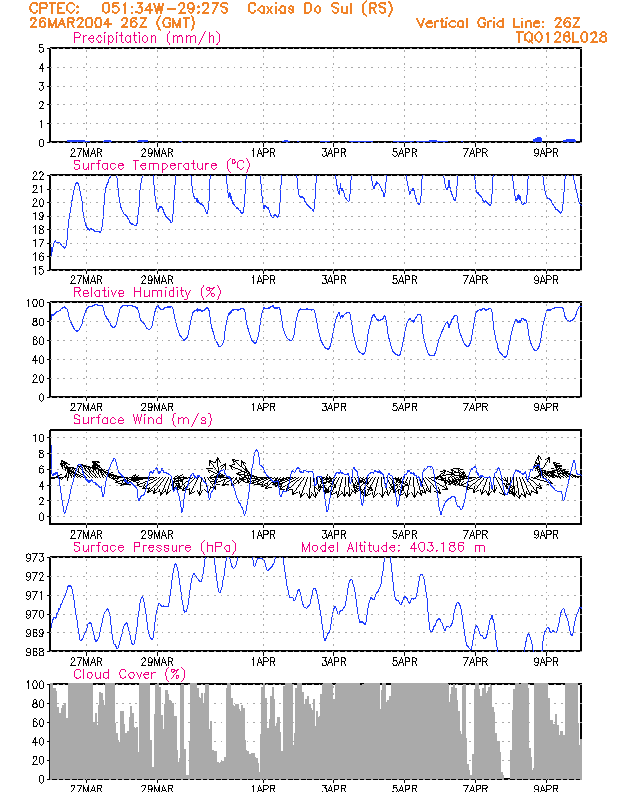 CPTEC: 051:34W-29:27S Caxias Do Sul (RS)
26MAR2004 26Z (GMT) Vertical Grid Line: 26Z
Precipitation (mm/h) TQ0126L028
5
4
3
2
1
0
27MAR 29MAR 1APR 3APR 5APR 7APR 9APR
Surface Temperature (°C)
22
21
20
19
18
17
16
15
27MAR 29MAR 1APR 3APR 5APR 7APR 9APR
Relative Humidity (%)
100
80
60
40
20
0
27MAR 29MAR 1APR 3APR 5APR 7APR 9APR
Surface Wind (m/s)
10
8
6
4
2
0
27MAR 29MAR 1APR 3APR 5APR 7APR 9APR
Surface Pressure (hPa) Model Altitude: 403.186 m
973
972
971
970
969
968
27MAR 29MAR 1APR 3APR 5APR 7APR 9APR
Cloud Cover (%)
100
80
60
40
20
0
27MAR 29MAR 1APR 3APR 5APR 7APR 9APR